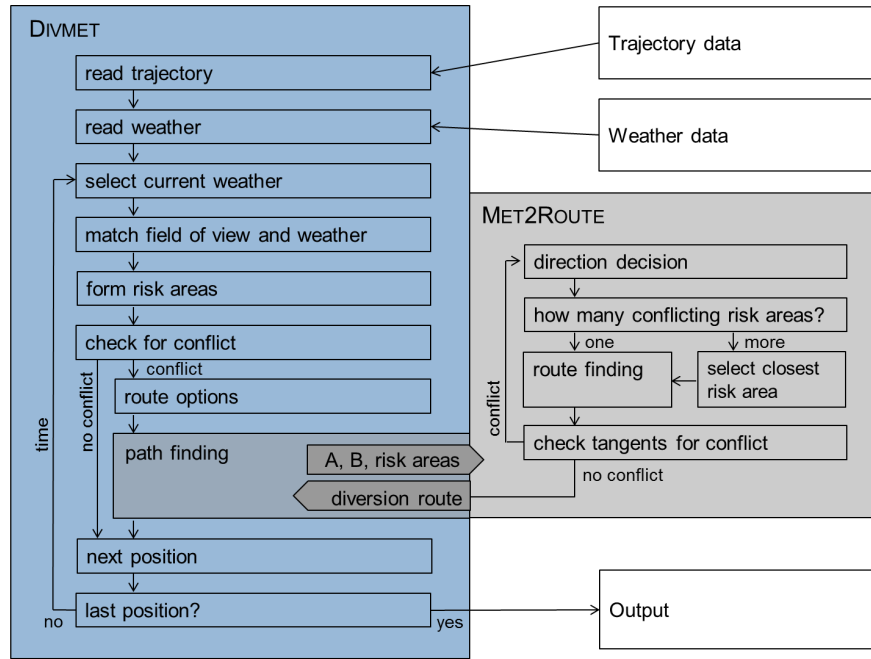 DIVMET
read trajectory
read weather
select current weather
match field of view and weather
form risk areas
check for conflict
conflict
no conflict
route options
path finding
A, B, risk areas
diversion route
next position
last position?
no
yes
time
Trajectory data
Weather data
MET2ROUTE
direction decision
how many conflicting risk areas?
one
more
route finding
select closest
risk area
conflict
check tangents for conflict
no conflict
Output